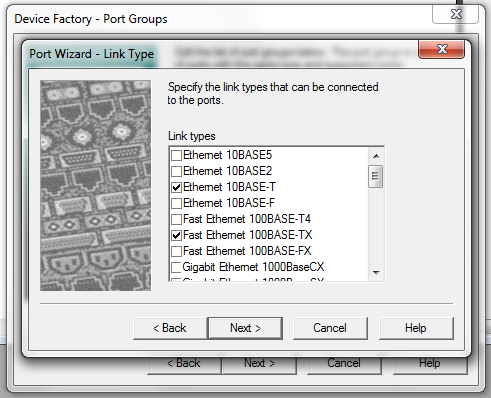 Device Factory - Port Groups
Port Wizard - Link Type
Specify the link types that can be connected
to the ports.
Link types
Ethernet 10BASE5
Ethernet 10BASE2
Ethernet 10BASE-T
Ethernet 10BASE-F
Fast Ethernet 100BASE-T4
Fast Ethernet 100BASE-TX
Fast Ethernet 100BASE-FX
Gigabit Ethernet 1000BaseCX
< Back
Next >
Cancel
Help
< Back
Next >
Cancel
Help